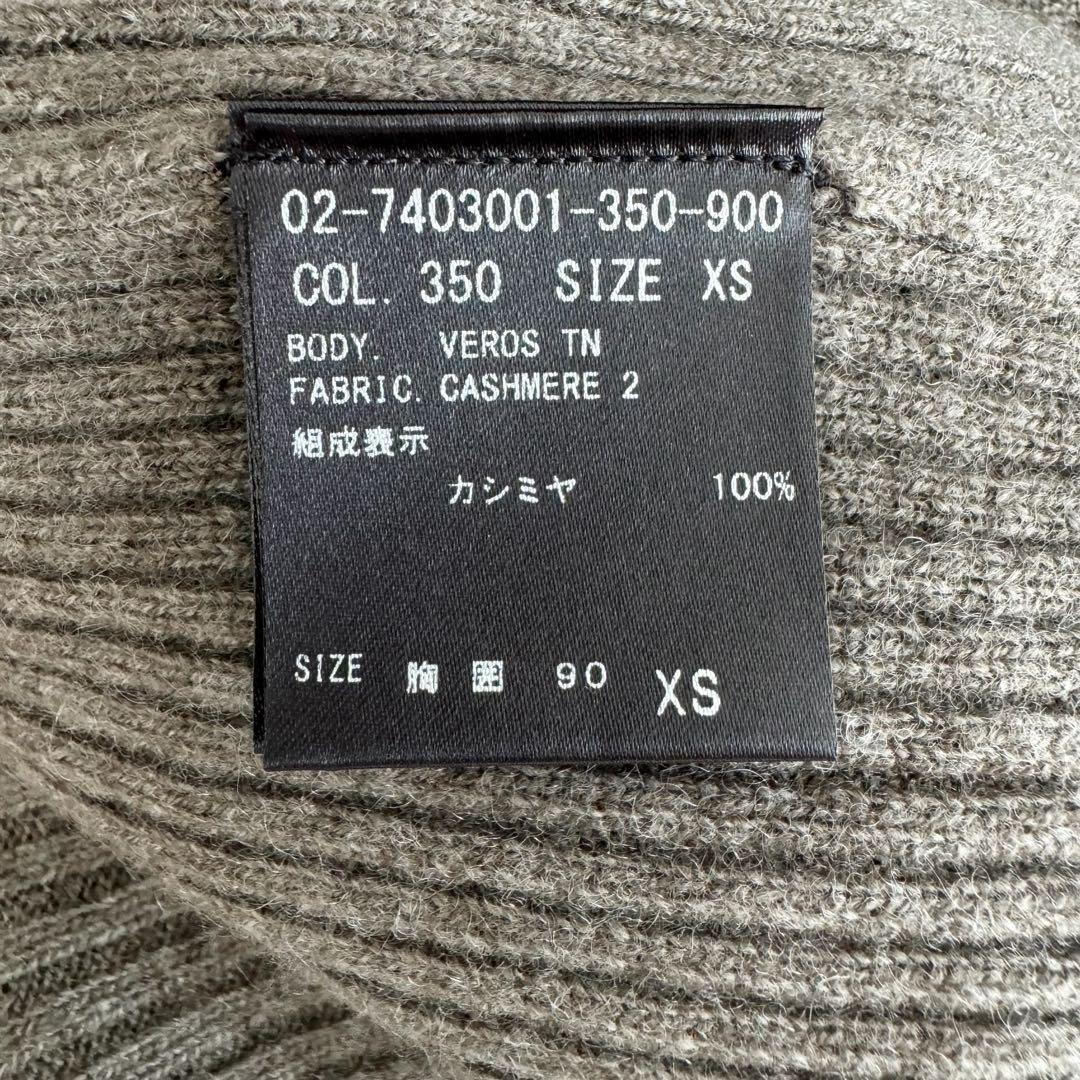 02-7403001-350-900
COL. 350 SIZE XS
BODY. VEROS TN
FABRIC. CASHMERE 2
組成表示
カシミヤ 100%
SIZE 胸囲 90 XS